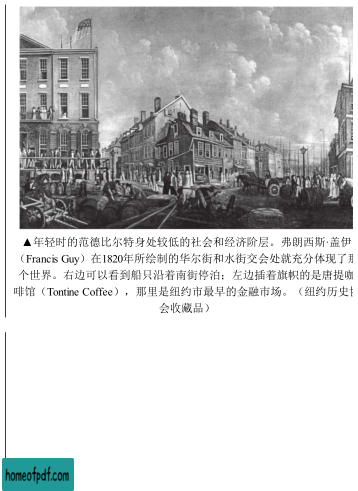 ▲年轻时的范德比尔特身处较低的社会和经济阶层。弗朗西斯·盖伊
（Francis Guy）在1820年所绘制的华尔街和水街交会处就充分体现了那
个世界。右边可以看到船只沿着南街停泊；左边插着旗帜的是唐提咖
啡馆（Tontine Coffee），那里是纽约市最早的金融市场。（纽约历史协
会收藏品）
homeofpdf.com